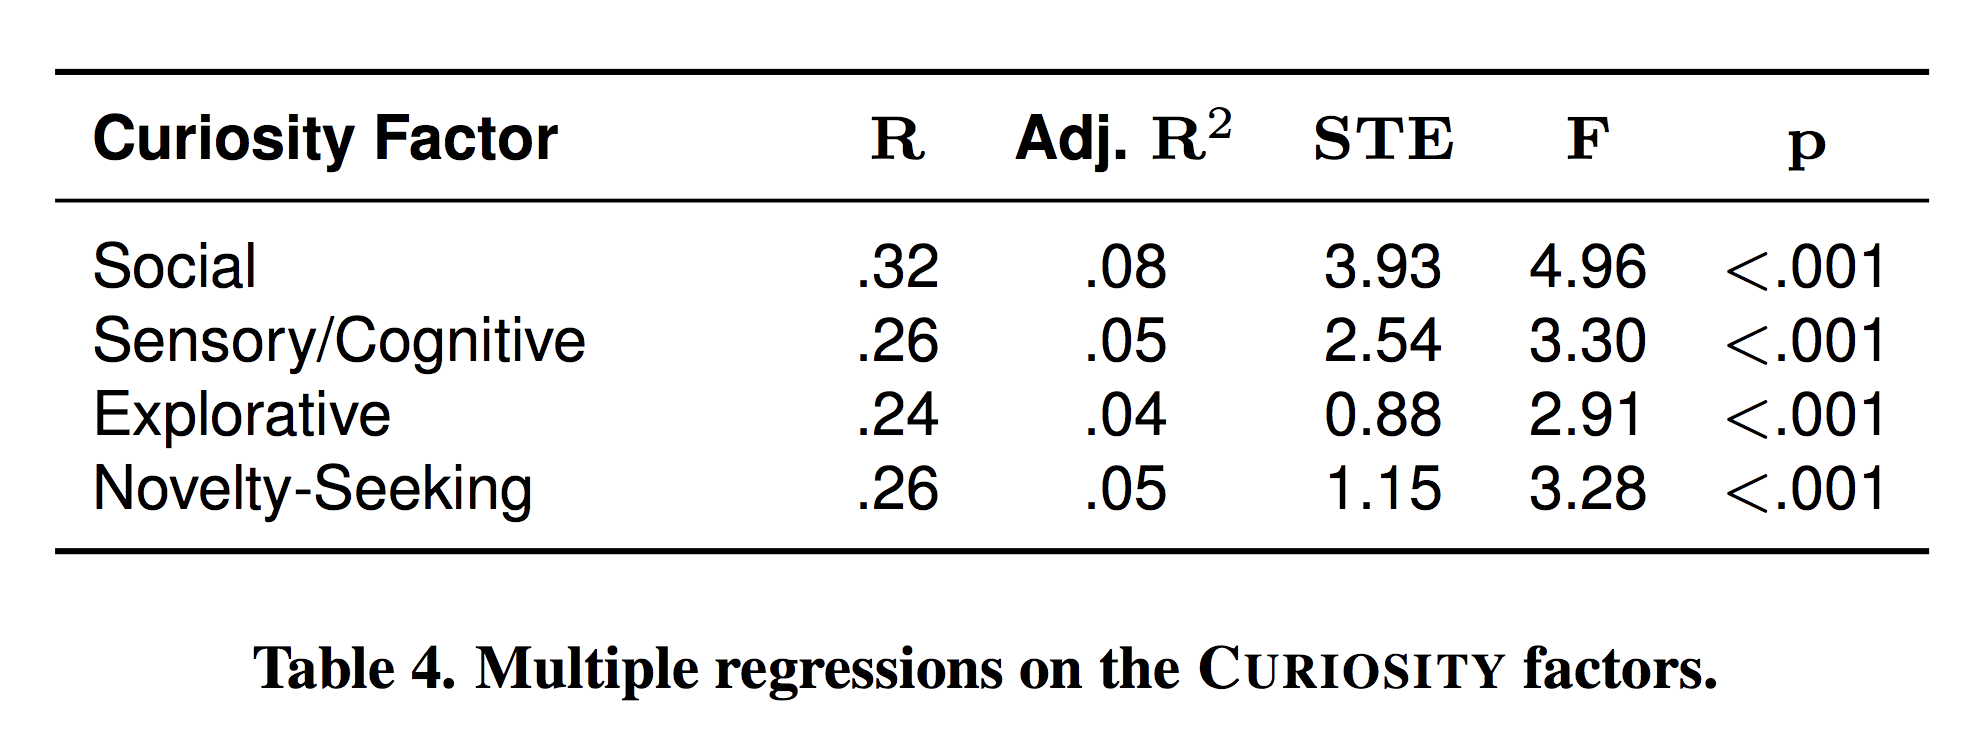 Curiosity Factor R Adj. R² STE F p
Social .32 .08 3.93 4.96 <.001
Sensory/Cognitive .26 .05 2.54 3.30 <.001
Explorative .24 .04 0.88 2.91 <.001
Novelty-Seeking .26 .05 1.15 3.28 <.001
Table 4. Multiple regressions on the CURIOSITY factors.